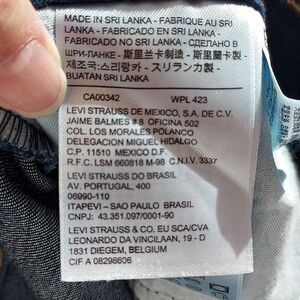 MADE IN SRI LANKA - FABRIQUE AU SRI
LANKA - FABRICADO EN SRI LANKA -
FABRICADO NO SRI LANKA - СДЕЛАНО В
ШРИ-ЛАНКЕ - 斯里兰卡制造 - 斯里蘭卡製 -
제조국:스리랑카 - スリランカ製 -
BUATAN SRI LANKA
CA00342 WPL 423
LEVI STRAUSS DE MEXICO, S.A. DE C.V.
JAIME BALMES # 8 OFICINA 502
COL. LOS MORALES POLANCO
DELEGACION MIGUEL HIDALGO
C.P. 11510 MEXICO D.F.
R.F.C. LSM 660818 M-98 C.N.I.V. 3337
LEVI STRAUSS DO BRASIL
AV. PORTUGAL, 400
06990-110
ITAPEVI – SAO PAULO BRASIL
CNPJ: 43.351.097/0001-90
LEVI STRAUSS & CO. EU SCA/CVA
LEONARDO DA VINCILAAN, 19 - D
1831 DIEGEM, BELGIUM
CIF A 08298636